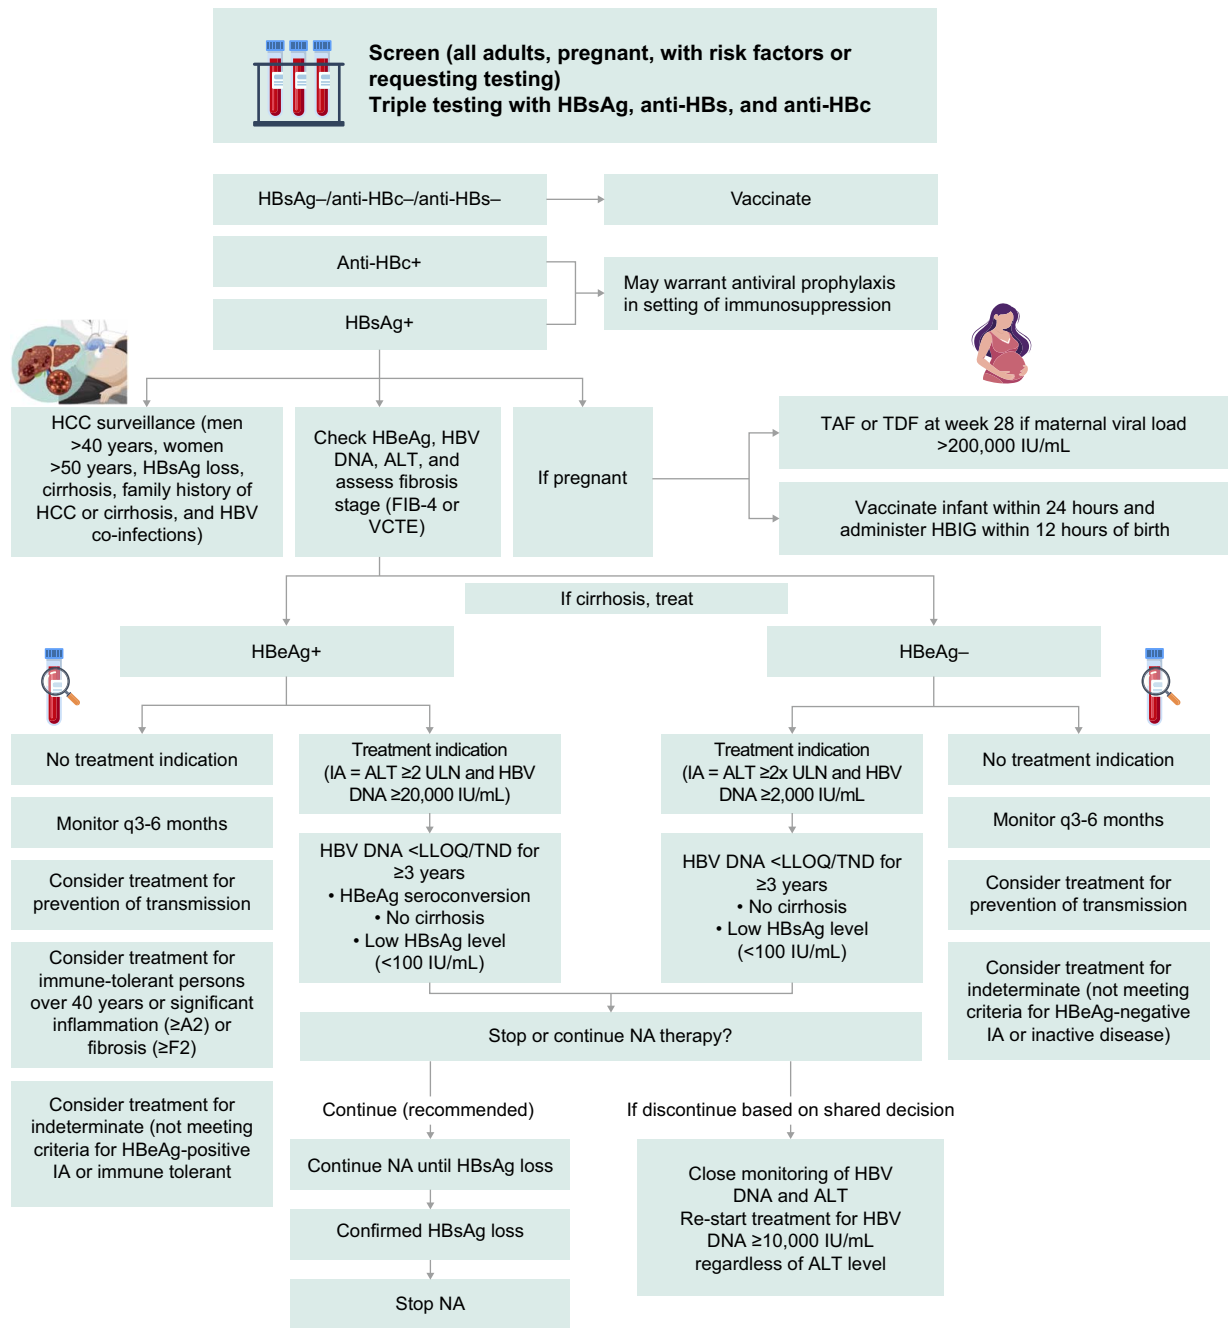 Screen (all adults, pregnant, with risk factors or
requesting testing)
Triple testing with HBsAg, anti-HBs, and anti-HBc
HBsAg–/anti-HBc–/anti-HBs–
Vaccinate
Anti-HBc+
HBsAg+
May warrant antiviral prophylaxis
in setting of immunosuppression
HCC surveillance (men
>40 years, women
>50 years, HBsAg loss,
cirrhosis, family history of
HCC or cirrhosis, and HBV
co-infections)
Check HBeAg, HBV
DNA, ALT, and
assess fibrosis
stage (FIB-4 or
VCTE)
If pregnant
TAF or TDF at week 28 if maternal viral load
>200,000 IU/mL
Vaccinate infant within 24 hours and
administer HBIG within 12 hours of birth
If cirrhosis, treat
HBeAg+
HBeAg–
No treatment indication
Monitor q3-6 months
Consider treatment for
prevention of transmission
Consider treatment for
immune-tolerant persons
over 40 years or significant
inflammation (≥A2) or
fibrosis (≥F2)
Consider treatment for
indeterminate (not meeting
criteria for HBeAg-positive
IA or immune tolerant
Treatment indication
(IA = ALT ≥2 ULN and HBV
DNA ≥20,000 IU/mL)
HBV DNA <LLOQ/TND for
≥3 years
• HBeAg seroconversion
• No cirrhosis
• Low HBsAg level
(<100 IU/mL)
Treatment indication
(IA = ALT ≥2x ULN and HBV
DNA ≥2,000 IU/mL
HBV DNA <LLOQ/TND for
≥3 years
• No cirrhosis
• Low HBsAg level
(<100 IU/mL)
No treatment indication
Monitor q3-6 months
Consider treatment for
prevention of transmission
Consider treatment for
indeterminate (not meeting
criteria for HBeAg-negative
IA or inactive disease)
Stop or continue NA therapy?
Continue (recommended)
Continue NA until HBsAg loss
Confirmed HBsAg loss
Stop NA
If discontinue based on shared decision
Close monitoring of HBV
DNA and ALT
Re-start treatment for HBV
DNA ≥10,000 IU/mL
regardless of ALT level